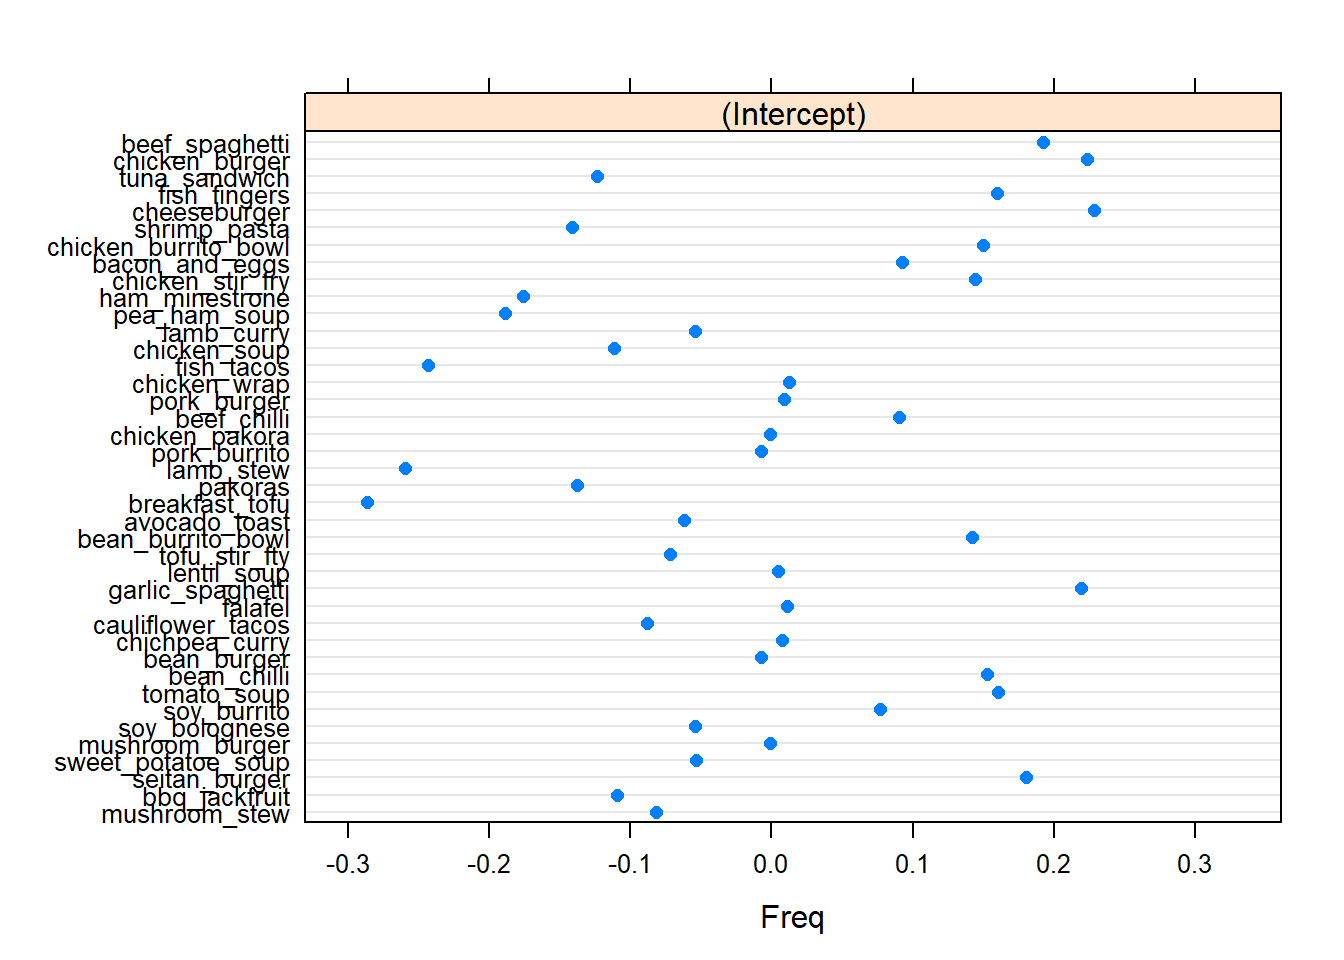 (Intercept)
beef_spaghetti
chicken_burger
tuna_sandwich
fish_fingers
cheeseburger
shrimp_pasta
chicken_burrito_bowl
bacon_and_eggs
chicken_stir_fry
ham_minestrone
pea_ham_soup
lamb_curry
chicken_soup
fish_tacos
chicken_wrap
pork_burger
beef_chilli
chicken_pakora
pork_burrito
lamb_stew
pakoras
breakfast_tofu
avocado_toast
bean_burrito_bowl
tofu_stir_fty
lentil_soup
garlic_spaghetti
falafel
cauliflower_tacos
chichpea_curry
bean_burger
bean_chilli
tomato_soup
soy_burrito
soy_bolognese
mushroom_burger
sweet_potatoe_soup
seitan_burger
bbq_jackfruit
mushroom_stew
-0.3 -0.2 -0.1 0.0 0.1 0.2 0.3
Freq